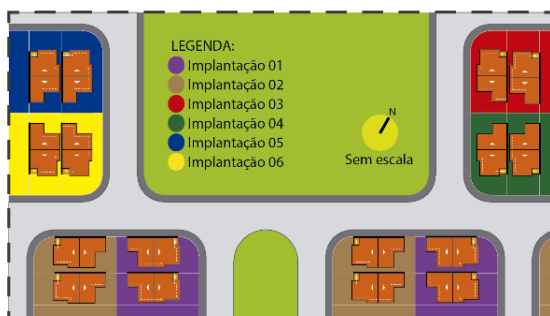 LEGENDA:
Implantação 01
Implantação 02
Implantação 03
Implantação 04
Implantação 05
Implantação 06
N
Sem escala